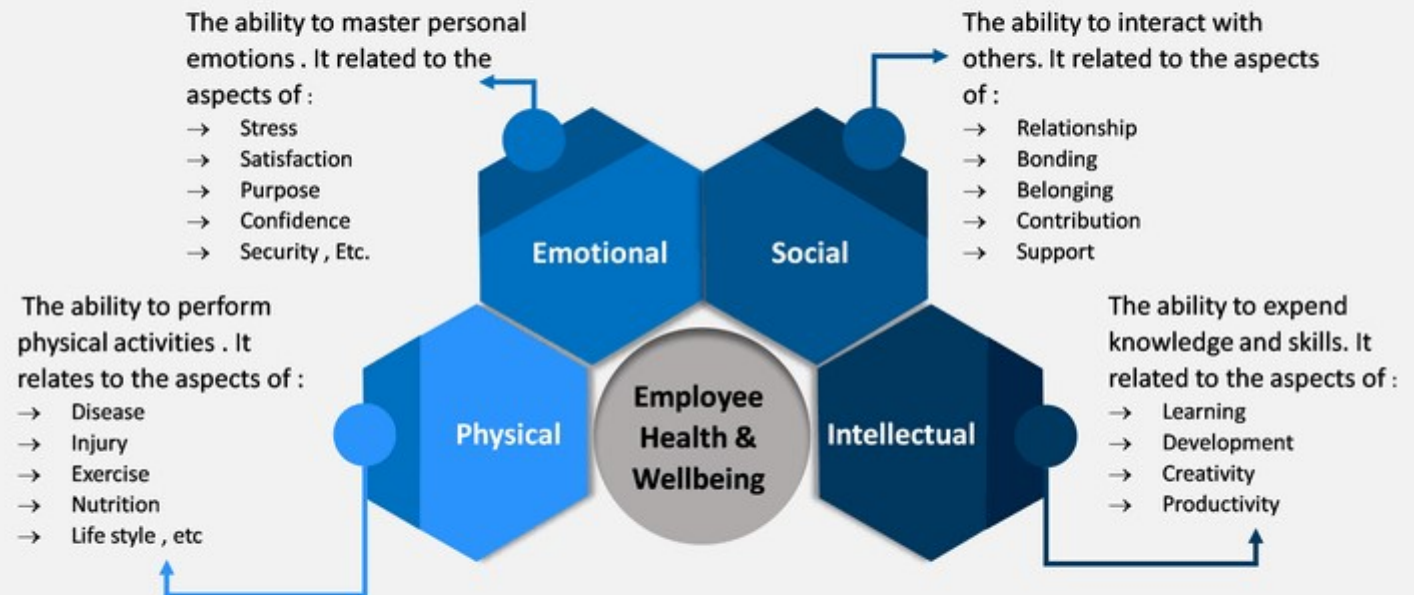 The ability to master personal
emotions . It related to the
aspects of :
→ Stress
→ Satisfaction
→ Purpose
→ Confidence
→ Security , Etc.
The ability to interact with
others. It related to the aspects
of :
→ Relationship
→ Bonding
→ Belonging
→ Contribution
→ Support
Emotional
Social
The ability to perform
physical activities . It
relates to the aspects of :
→ Disease
→ Injury
→ Exercise
→ Nutrition
→ Life style , etc
Physical
Employee
Health &
Wellbeing
Intellectual
The ability to expend
knowledge and skills. It
related to the aspects of :
→ Learning
→ Development
→ Creativity
→ Productivity